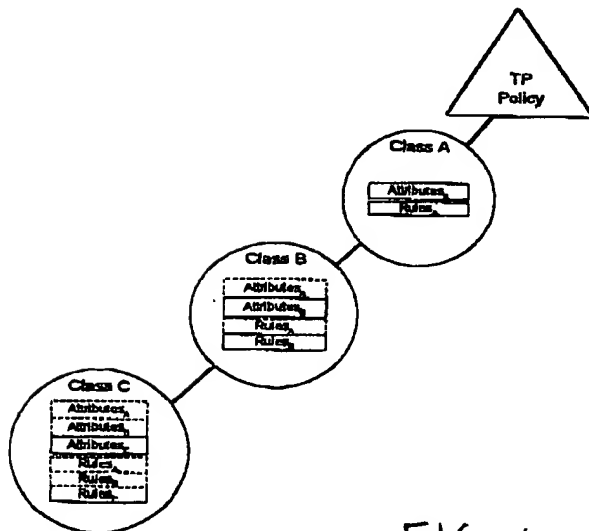 TP
Policy
Class A
Attributes
Rules
Class B
Attributes A
Attributes B
Rules A
Rules B
Class C
Attributes A
Attributes B
Attributes
Rules A
Rules B
Rules